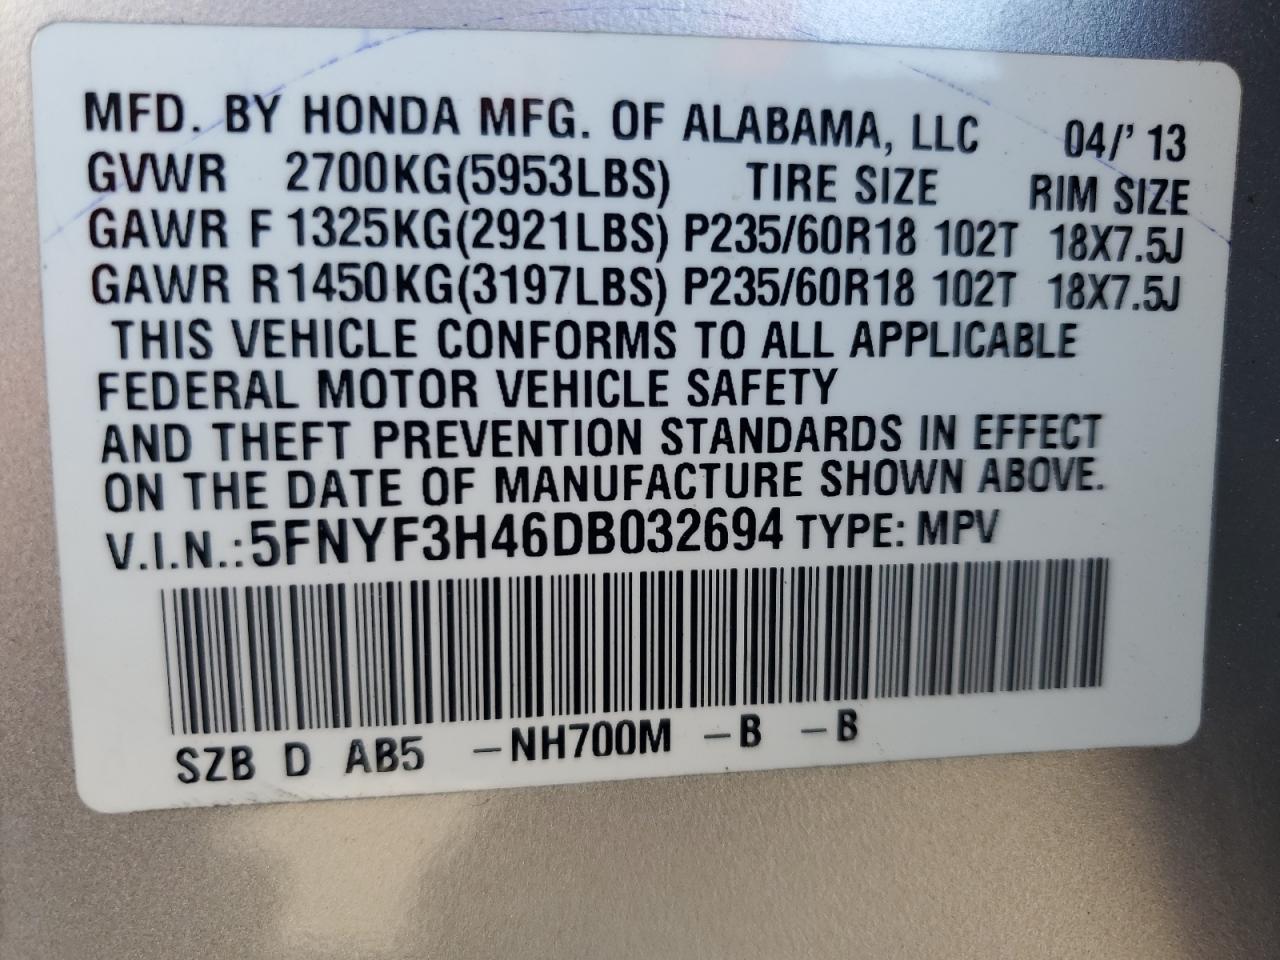 MFD. BY HONDA MFG. OF ALABAMA, LLC 04/'13
GVWR 2700KG(5953LBS) TIRE SIZE RIM SIZE
GAWR F 1325KG(2921LBS) P235/60R18 102T 18X7.5J
GAWR R 1450KG(3197LBS) P235/60R18 102T 18X7.5J
THIS VEHICLE CONFORMS TO ALL APPLICABLE
FEDERAL MOTOR VEHICLE SAFETY
AND THEFT PREVENTION STANDARDS IN EFFECT
ON THE DATE OF MANUFACTURE SHOWN ABOVE.
V.I.N.:5FNYF3H46DB032694 TYPE: MPV
SZB D AB5 -NH700M -B -B